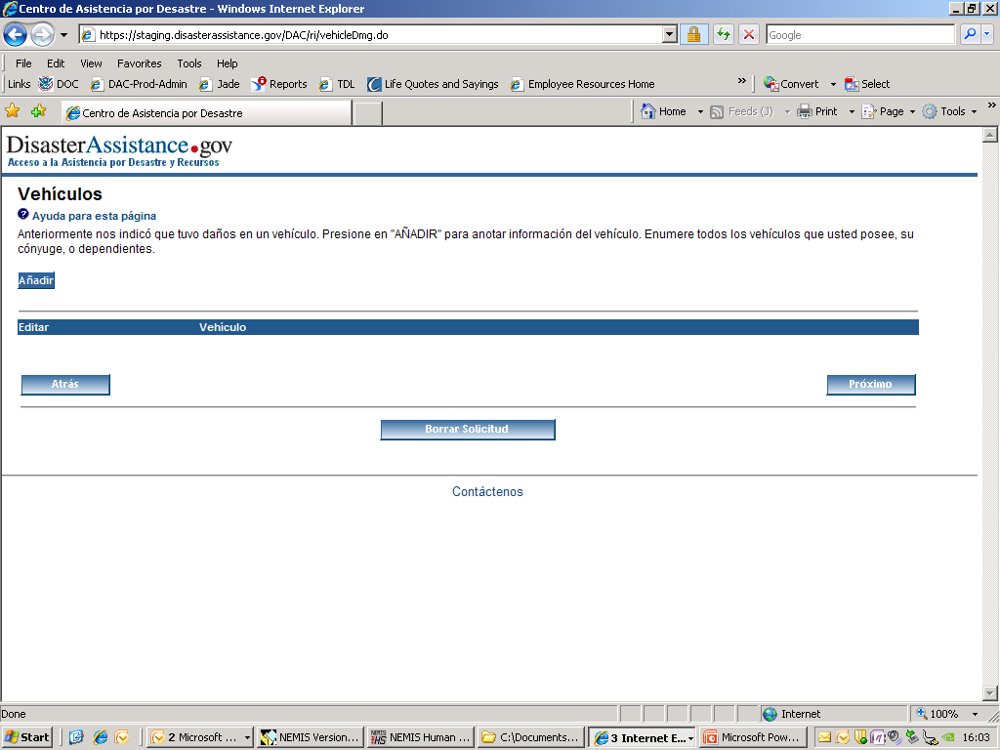 Centro de Asistencia por Desastre - Windows Internet Explorer
https://staging.disasterassistance.gov/DAC/ri/vehicleDmg.do
Google
File Edit View Favorites Tools Help
Links DOC DAC-Prod-Admin Jade Reports TDL Life Quotes and Sayings Employee Resources Home » Convert Select
Centro de Asistencia por Desastre Home Feeds (J) Print Page Tools »
DisasterAssistance.gov
Acceso a la Asistencia por Desastre y Recursos
Vehículos
? Ayuda para esta página
Anteriormente nos indicó que tuvo daños en un vehículo. Presione en "AÑADIR" para anotar información del vehículo. Enumere todos los vehículos que usted posee, su
cónyuge, o dependientes.
Añadir
Editar Vehículo
Atrás Próximo
Borrar Solicitud
Contáctenos
Done Internet 100%
Start 2 Microsoft ... NEMIS Version... NEMIS Human ... C:\Documents... 3 Internet E... Microsoft Pow... 16:03